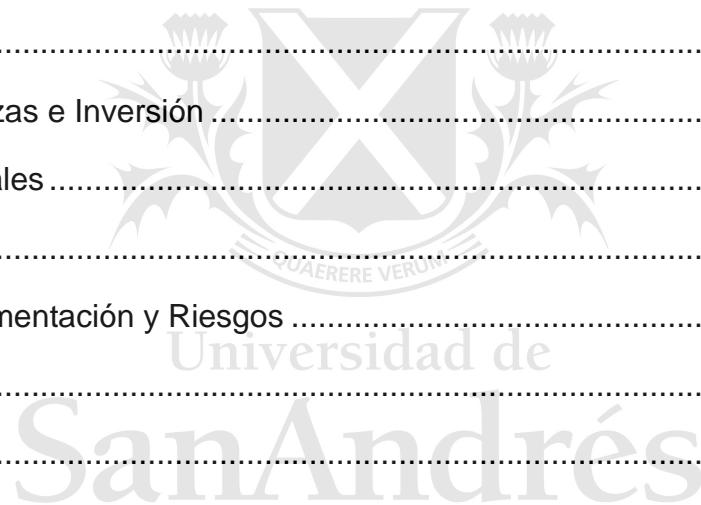 ....................................................................
zas e Inversión ................................................
ales ................................................................
QUAERERE VERUM
....................................................................
mentación y Riesgos ........................................
Universidad de
....................................................................
SanAndrés
....................................................................